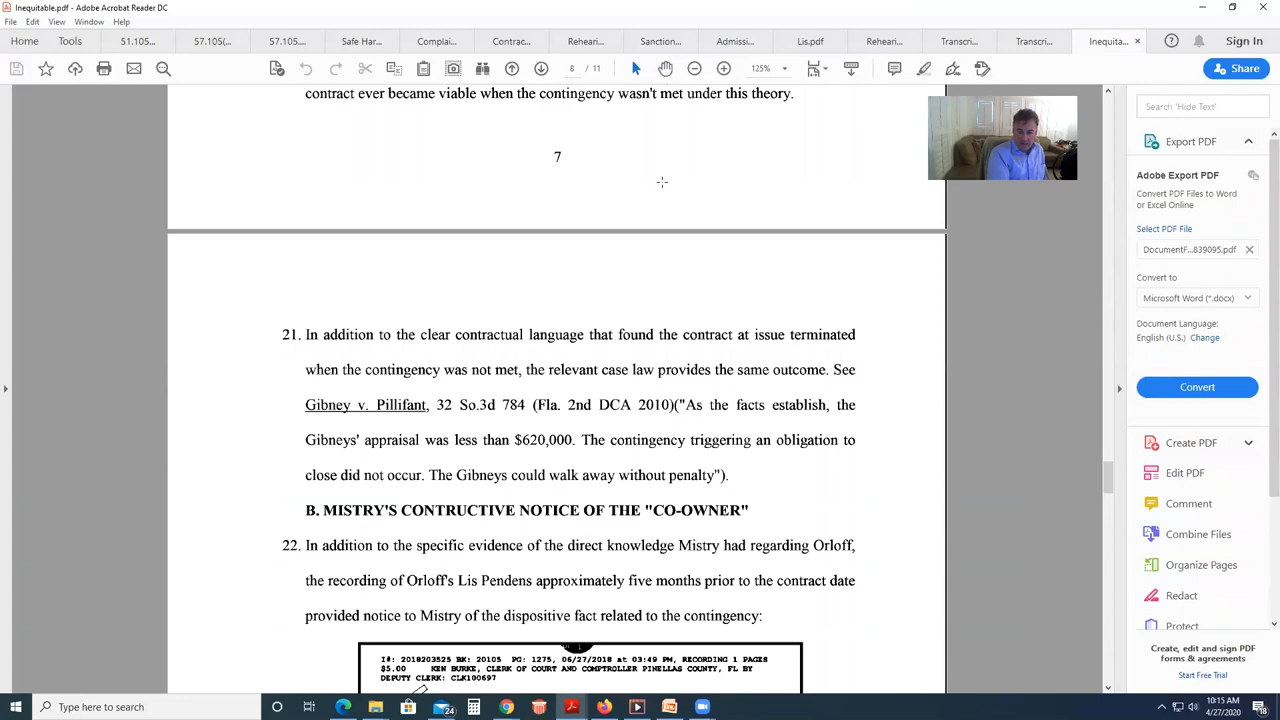 Inequitable.pdf - Adobe Acrobat Reader DC
File Edit View Window Help
Home Tools 51.105... 57.105(... 57.105... Safe Har... Complai... Contrac... Reheari... Sanction... Admissi... Lis.pdf Reheari... Transcri... Transcri... Inequita... × Sign In
8 / 11 125% Share
contract ever became viable when the contingency wasn't met under this theory.
7
21. In addition to the clear contractual language that found the contract at issue terminated
when the contingency was not met, the relevant case law provides the same outcome. See
Gibney v. Pillifant, 32 So.3d 784 (Fla. 2nd DCA 2010)("As the facts establish, the
Gibneys' appraisal was less than $620,000. The contingency triggering an obligation to
close did not occur. The Gibneys could walk away without penalty").
B. MISTRY'S CONTRUCTIVE NOTICE OF THE "CO-OWNER"
22. In addition to the specific evidence of the direct knowledge Mistry had regarding Orloff,
the recording of Orloff's Lis Pendens approximately five months prior to the contract date
provided notice to Mistry of the dispositive fact related to the contingency:
I#: 2018203525 BK: 20105 PG: 1275, 06/27/2018 at 03:49 PM, RECORDING 1 PAGES
$5.00 KEN BURKE, CLERK OF COURT AND COMPTROLLER PINELLAS COUNTY, FL BY
DEPUTY CLERK: CLK100697
Search 'Hide Text'
Export PDF
Adobe Export PDF
Convert PDF Files to Word
or Excel Online
Select PDF File
DocumentF...839095.pdf
Convert to
Microsoft Word (*.docx)
Document Language:
English (U.S.) Change
Convert
Create PDF
Edit PDF
Comment
Combine Files
Organize Pages
Redact
Protect
Create, edit and sign PDF
forms & agreements
Start Free Trial
Type here to search
24
10:15 AM
4/27/2020
18